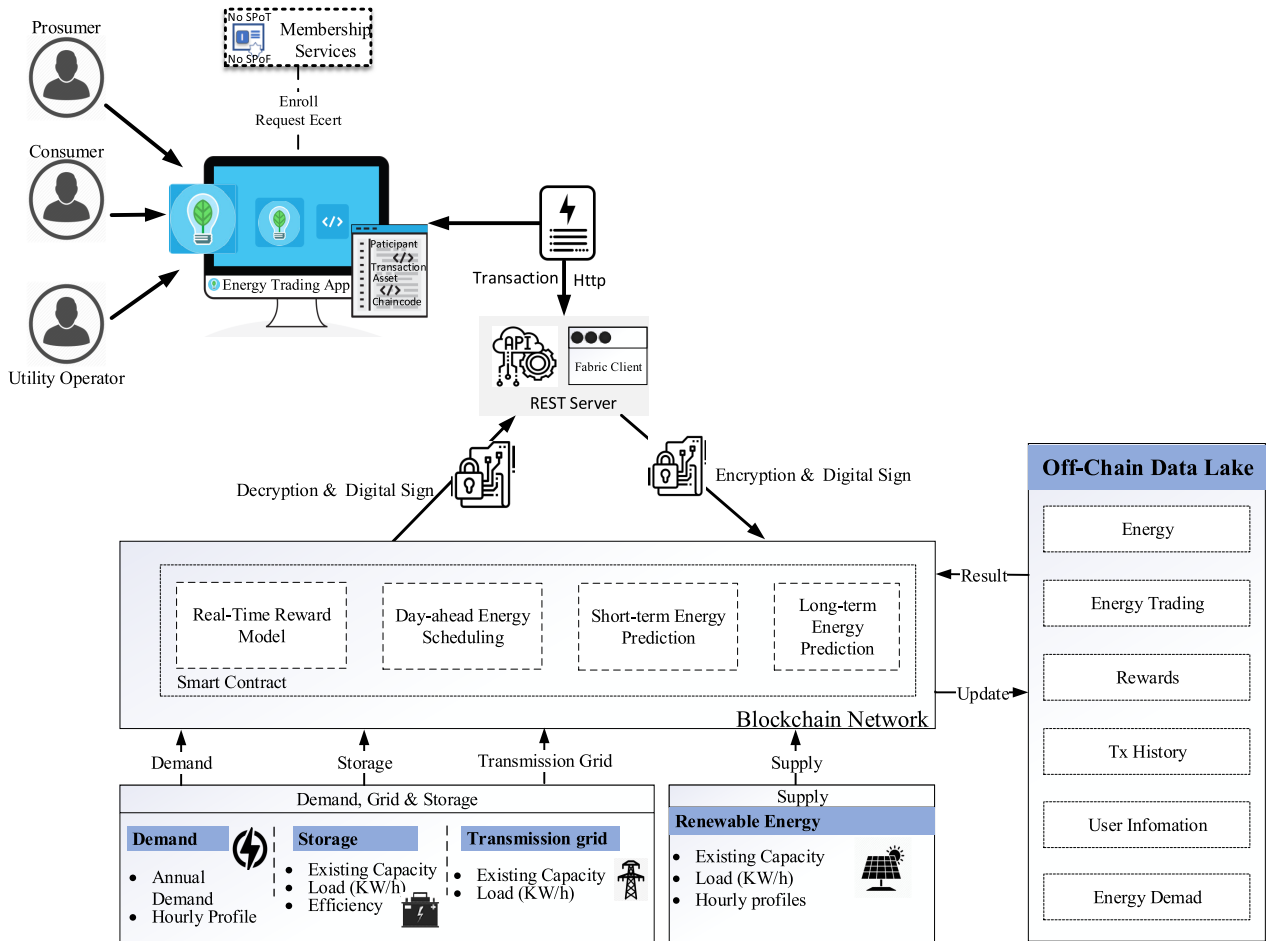 Prosumer
No SPoT
Membership
Services
No SPoF
Enroll
Request Ecert
Consumer
Utility Operator
Energy Trading App
Paticipant
</>
</>
Transaction
Asset
</>
Chaincode
Transaction
Http
API
Fabric Client
REST Server
Decryption & Digital Sign
Encryption & Digital Sign
Real-Time Reward
Model
Day-ahead Energy
Scheduling
Short-term Energy
Prediction
Long-term
Energy
Prediction
Smart Contract
Blockchain Network
Result
Update
Off-Chain Data Lake
Energy
Energy Trading
Rewards
Tx History
User Infomation
Energy Demad
Demand
Storage
Transmission Grid
Supply
Demand, Grid & Storage
Demand
• Annual
Demand
• Hourly Profile
Storage
• Existing Capacity
• Load (KW/h)
• Efficiency
Transmission grid
• Existing Capacity
• Load (KW/h)
Supply
Renewable Energy
• Existing Capacity
• Load (KW/h)
• Hourly profiles